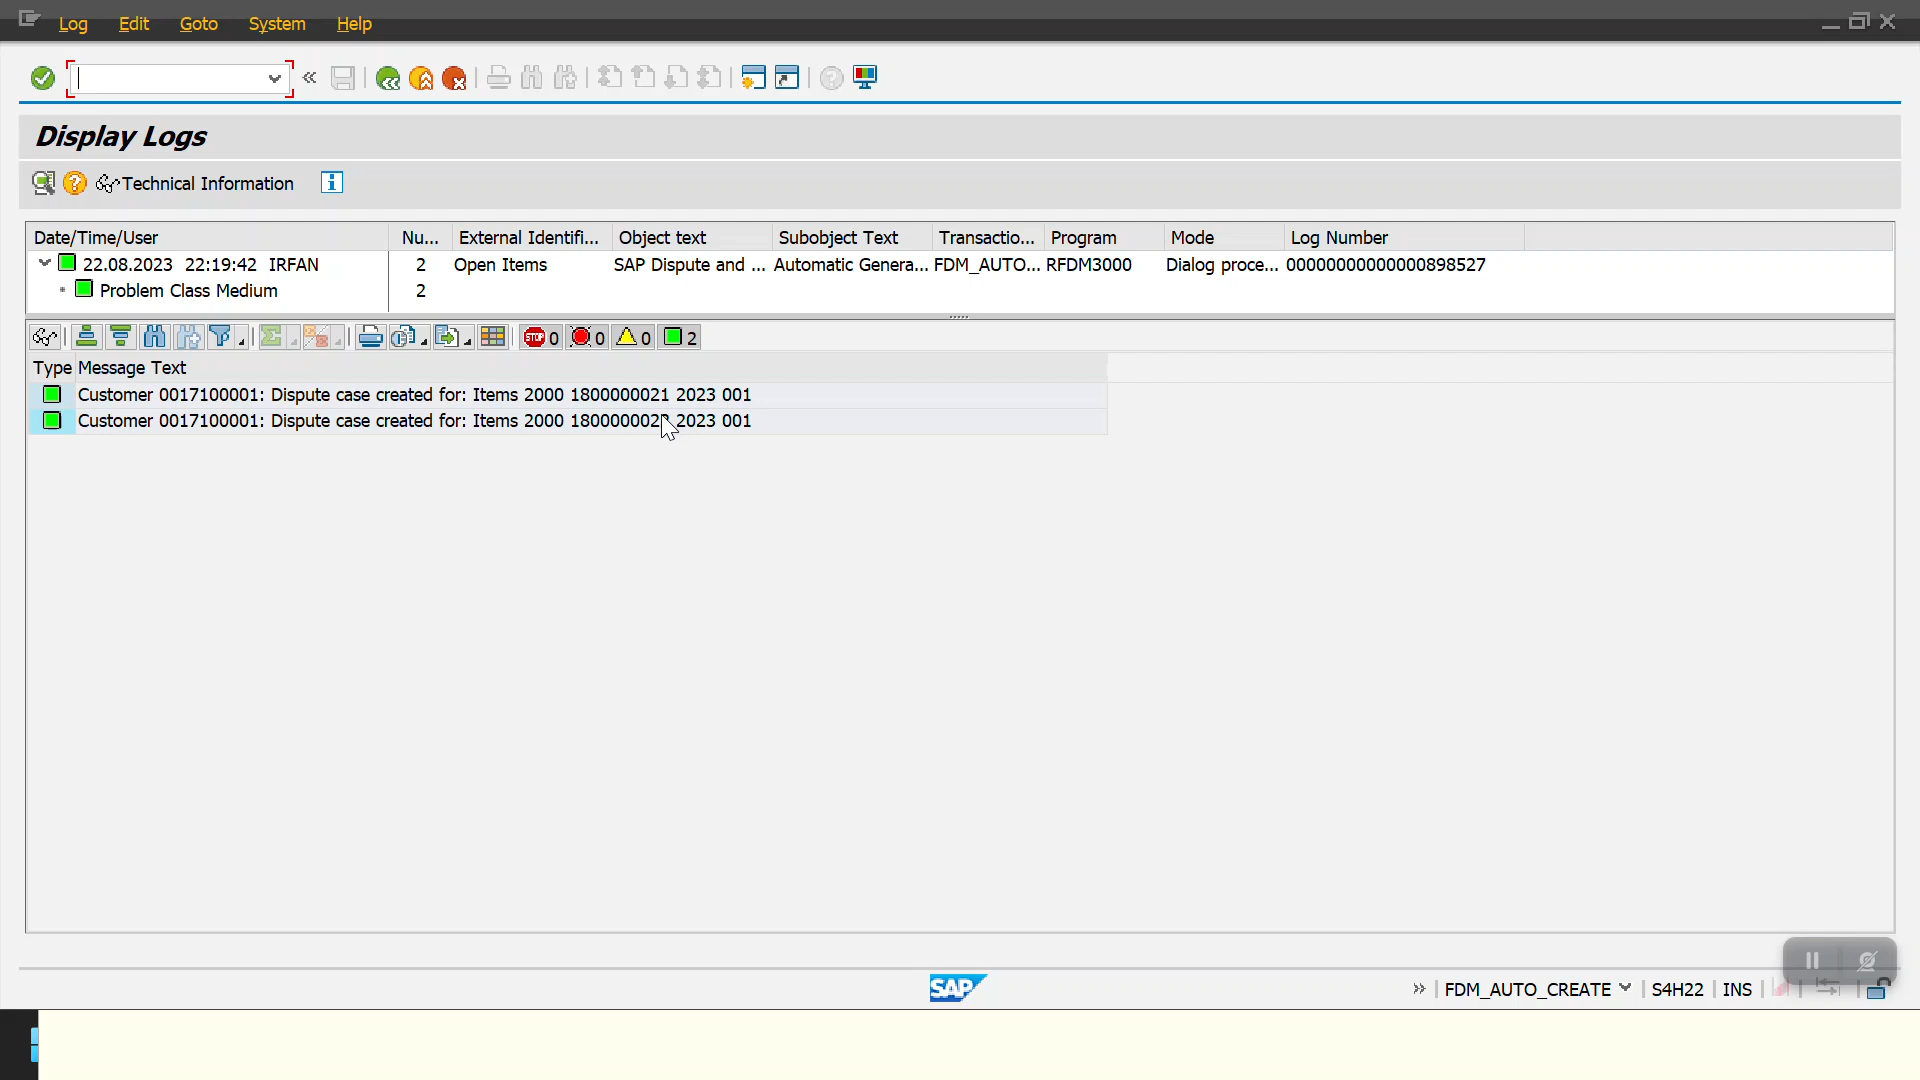 Log Edit Goto System Help
Display Logs
Technical Information
Date/Time/User Nu... External Identifi... Object text Subobject Text Transactio... Program Mode Log Number
22.08.2023 22:19:42 IRFAN 2 Open Items SAP Dispute and ... Automatic Genera... FDM_AUTO... RFDM3000 Dialog proce... 00000000000000898527
Problem Class Medium 2
STOP 0 0 0 2
Type Message Text
Customer 0017100001: Dispute case created for: Items 2000 1800000021 2023 001
Customer 0017100001: Dispute case created for: Items 2000 2023 001
SAP
FDM_AUTO_CREATE S4H22 INS